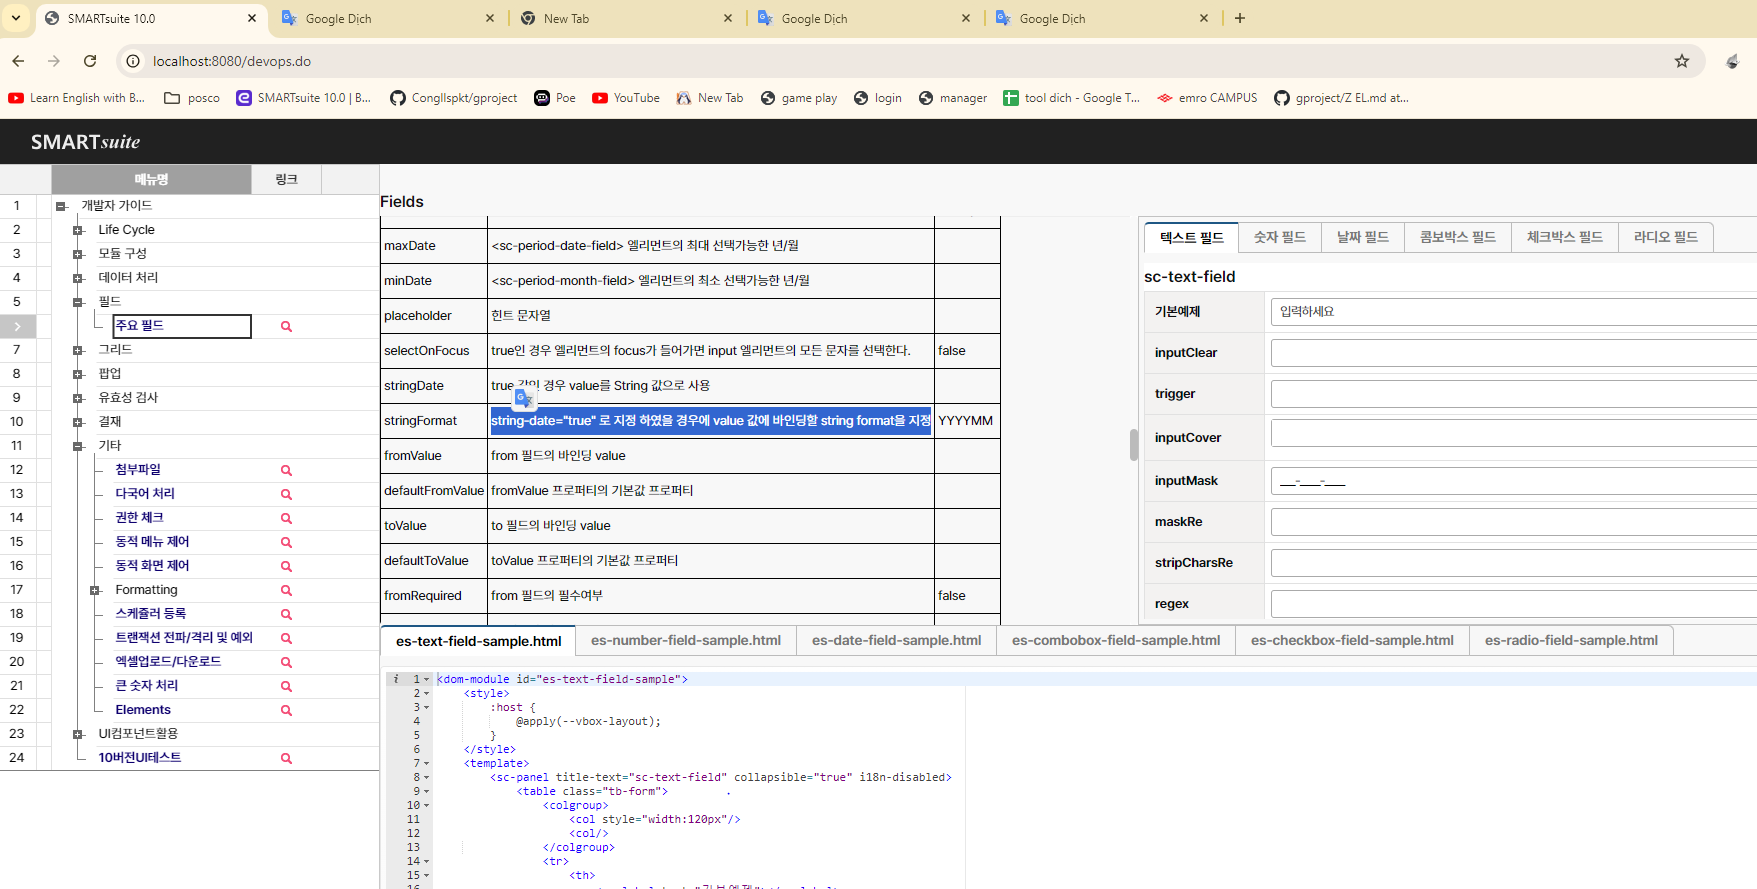 SMARTsuite 10.0
Google Dịch
New Tab
Google Dịch
Google Dịch
localhost:8080/devops.do
Learn English with B...
posco
SMARTsuite 10.0 | B...
Congllspkt/gproject
Poe
YouTube
New Tab
game play
login
manager
tool dich - Google T...
emro CAMPUS
gproject/Z EL.md at...
SMARTsuite
메뉴명 링크
1 개발자 가이드
2 Life Cycle
3 모듈 구성
4 데이터 처리
5 필드
주요 필드
7 그리드
8 팝업
9 유효성 검사
10 결재
11 기타
12 첨부파일
13 다국어 처리
14 권한 체크
15 동적 메뉴 제어
16 동적 화면 제어
17 Formatting
18 스케쥴러 등록
19 트랜잭션 전파/격리 및 예외
20 엑셀업로드/다운로드
21 큰 숫자 처리
22 Elements
23 UI컴포넌트활용
24 10버전UI테스트
Fields
maxDate <sc-period-date-field> 엘리먼트의 최대 선택가능한 년/월
minDate <sc-period-month-field> 엘리먼트의 최소 선택가능한 년/월
placeholder 힌트 문자열
selectOnFocus true인 경우 엘리먼트의 focus가 들어가면 input 엘리먼트의 모든 문자를 선택한다. false
stringDate true 값인 경우 value를 String 값으로 사용
stringFormat string-date="true" 로 지정 하였을 경우에 value 값에 바인딩할 string format을 지정 YYYYMM
fromValue from 필드의 바인딩 value
defaultFromValue fromValue 프로퍼티의 기본값 프로퍼티
toValue to 필드의 바인딩 value
defaultToValue toValue 프로퍼티의 기본값 프로퍼티
fromRequired from 필드의 필수여부 false
텍스트 필드 숫자 필드 날짜 필드 콤보박스 필드 체크박스 필드 라디오 필드
sc-text-field
기본예제 입력하세요
inputClear
trigger
inputCover
inputMask __-___-___
maskRe
stripCharsRe
regex
es-text-field-sample.html es-number-field-sample.html es-date-field-sample.html es-combobox-field-sample.html es-checkbox-field-sample.html es-radio-field-sample.html
i 1 <dom-module id="es-text-field-sample">
2 <style>
3 :host {
4 @apply(--vbox-layout);
5 }
6 </style>
7 <template>
8 <sc-panel title-text="sc-text-field" collapsible="true" i18n-disabled>
9 <table class="tb-form">
10 <colgroup>
11 <col style="width:120px"/>
12 <col/>
13 </colgroup>
14 <tr>
15 <th>